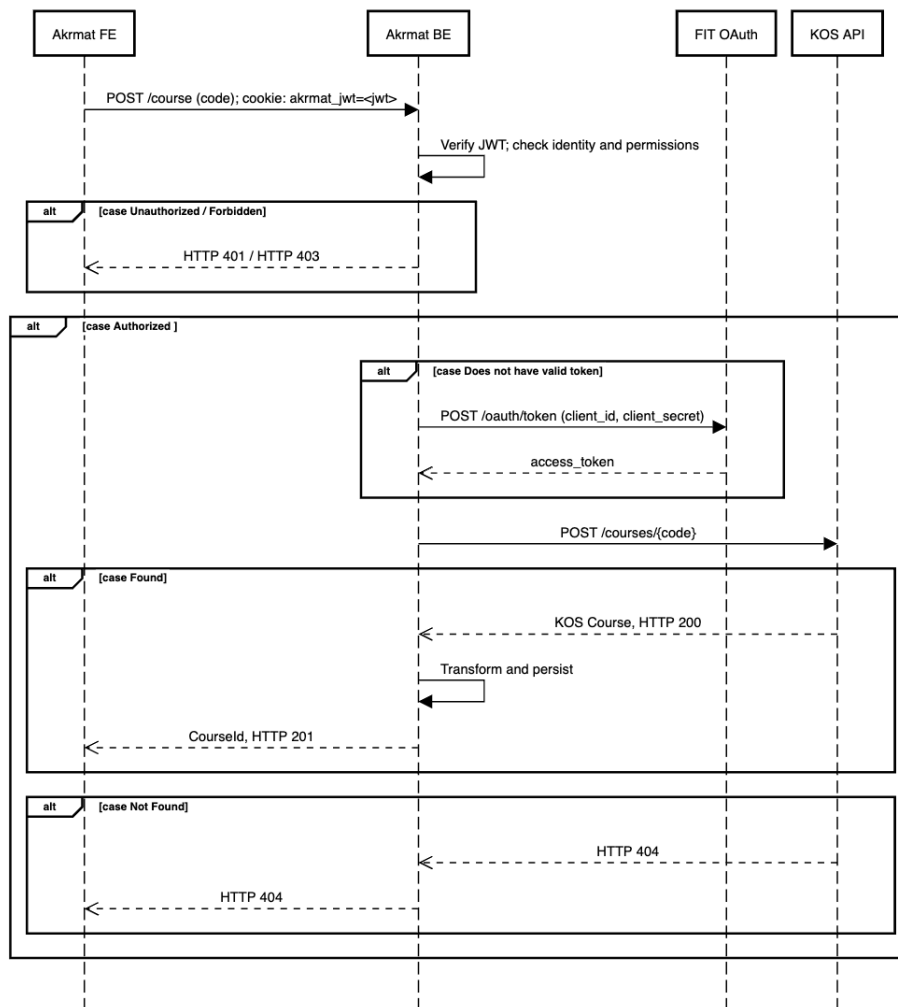 Akrmat FE
Akrmat BE
FIT OAuth
KOS API
POST /course (code); cookie: akrmat_jwt=<jwt>
Verify JWT; check identity and permissions
alt
[case Unauthorized / Forbidden]
HTTP 401 / HTTP 403
alt
[case Authorized ]
alt
[case Does not have valid token]
POST /oauth/token (client_id, client_secret)
access_token
POST /courses/{code}
alt
[case Found]
KOS Course, HTTP 200
Transform and persist
CourseId, HTTP 201
alt
[case Not Found]
HTTP 404
HTTP 404